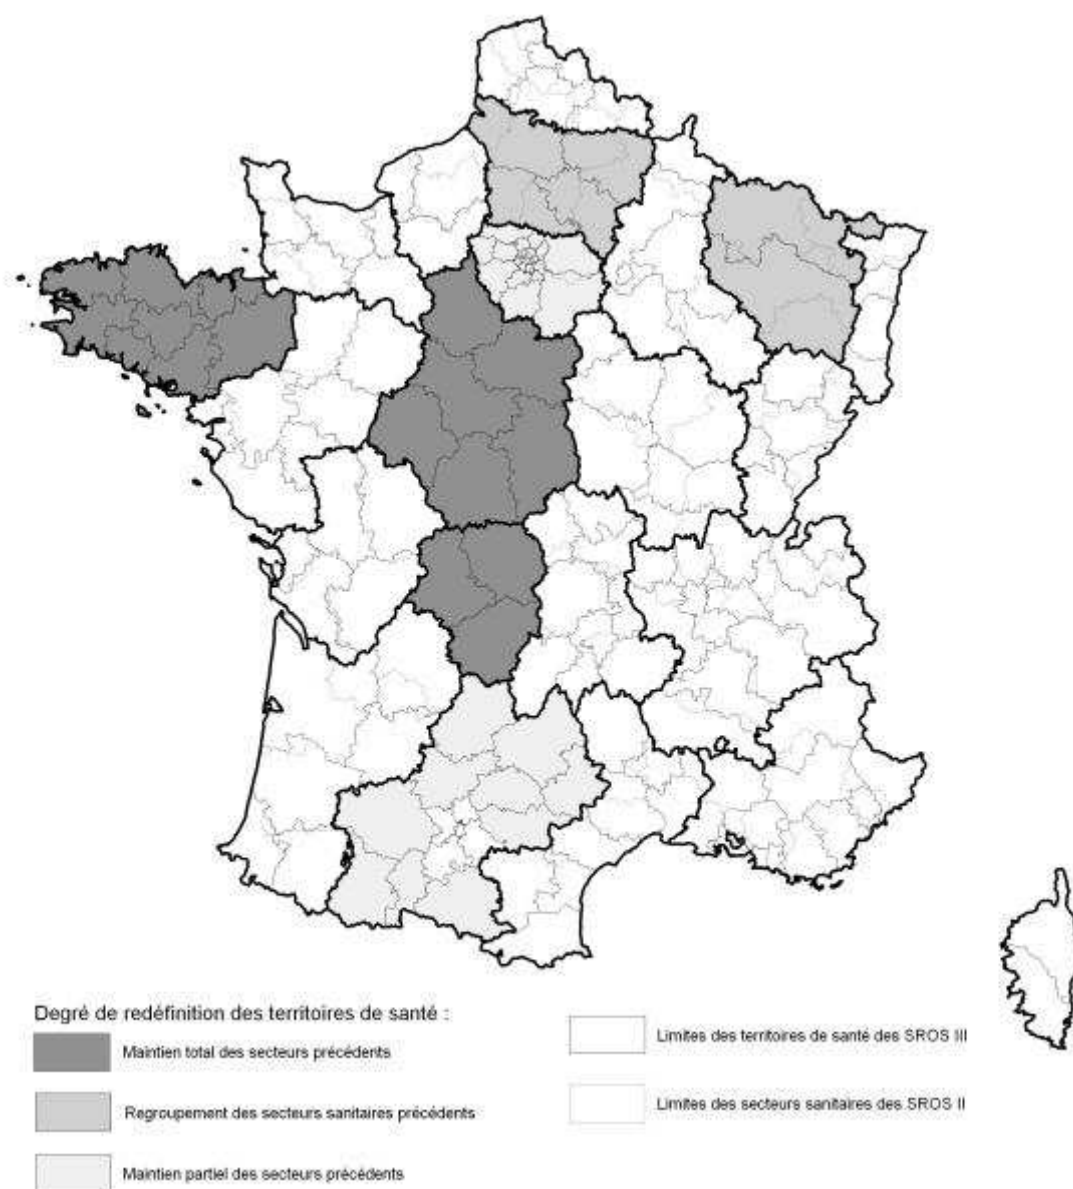 Degré de redéfinition des territoires de santé :
Maintien total des secteurs précédents
Regroupement des secteurs sanitaires précédents
Maintien partiel des secteurs précédents
Limites des territoires de santé des SROS III
Limites des secteurs sanitaires des SROS II